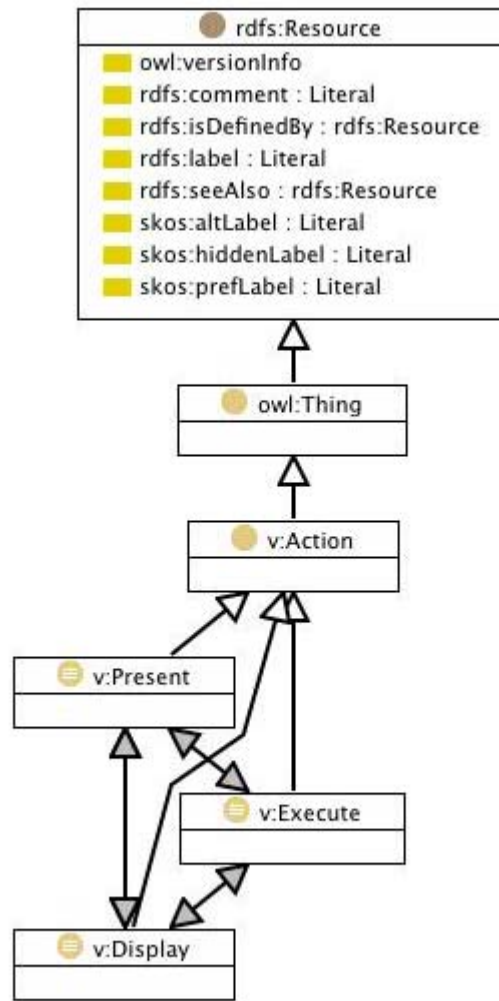 rdfs:Resource
owl:versionInfo
rdfs:comment : Literal
rdfs:isDefinedBy : rdfs:Resource
rdfs:label : Literal
rdfs:seeAlso : rdfs:Resource
skos:altLabel : Literal
skos:hiddenLabel : Literal
skos:prefLabel : Literal
owl:Thing
v:Action
v:Present
v:Execute
v:Display